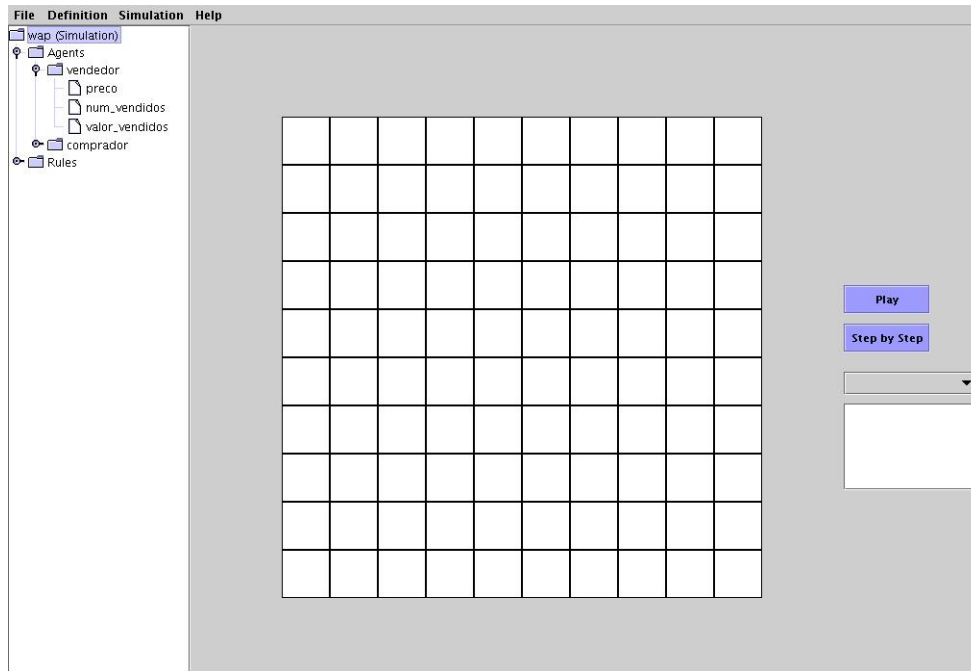 File Definition Simulation Help
wap (Simulation)
Agents
vendedor
preco
num_vendidos
valor_vendidos
comprador
Rules
Play
Step by Step